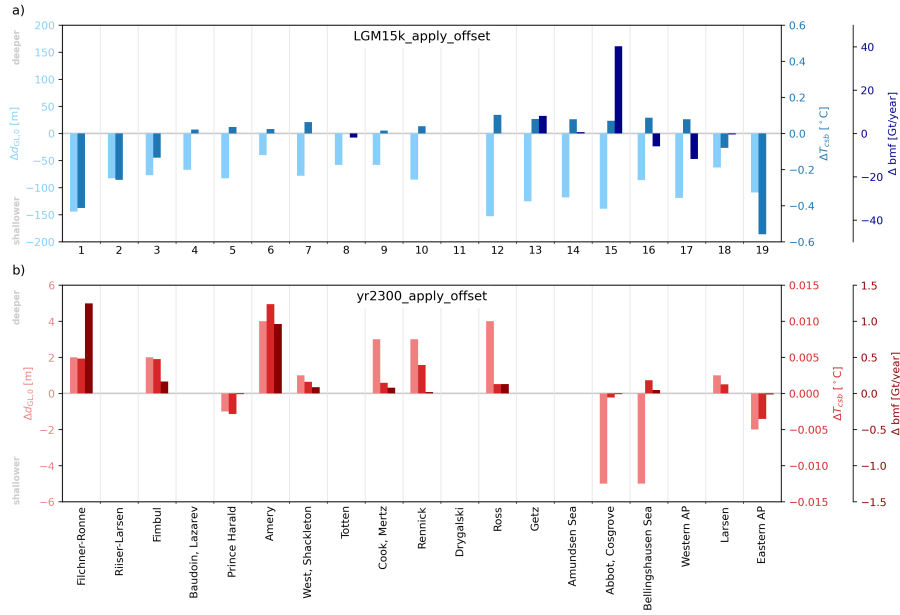 a)
LGM15k_apply_offset
deeper
shallower
Δd_GL,0 [m]
200
150
100
50
0
−50
−100
−150
−200
0.6
0.4
0.2
0.0
−0.2
−0.4
−0.6
ΔT_csb [°C]
40
20
0
−20
−40
Δ bmf [Gt/year]
1 2 3 4 5 6 7 8 9 10 11 12 13 14 15 16 17 18 19
b)
yr2300_apply_offset
deeper
shallower
Δd_GL,0 [m]
6
4
2
0
−2
−4
−6
0.015
0.010
0.005
0.000
−0.005
−0.010
−0.015
ΔT_csb [°C]
1.5
1.0
0.5
0.0
−0.5
−1.0
−1.5
Δ bmf [Gt/year]
Filchner-Ronne
Riiser-Larsen
Fimbul
Baudoin, Lazarev
Prince Harald
Amery
West, Shackleton
Totten
Cook, Mertz
Rennick
Drygalski
Ross
Getz
Amundsen Sea
Abbot, Cosgrove
Bellingshausen Sea
Western AP
Larsen
Eastern AP